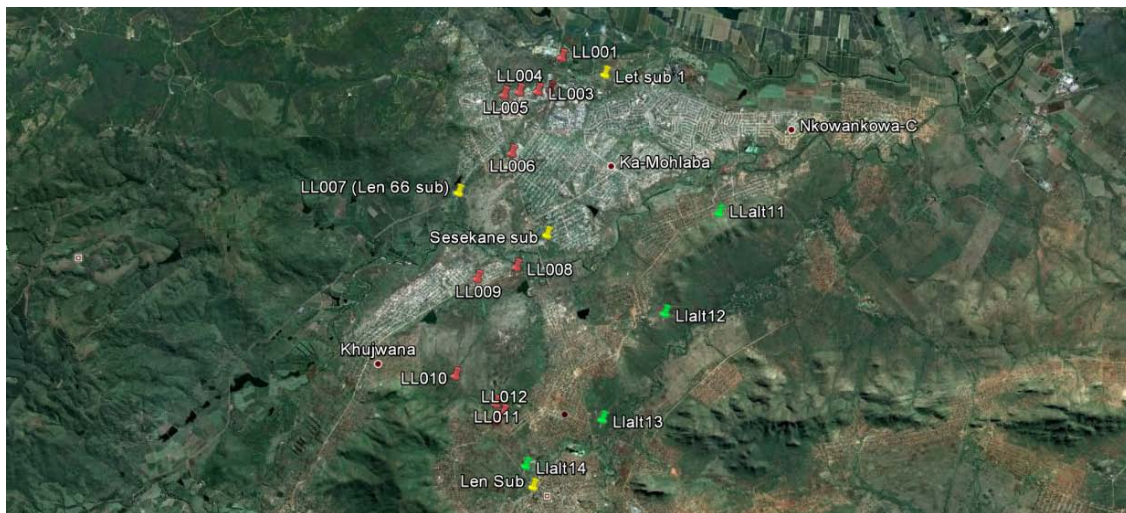 LL001
Let sub 1
LL004
LL003
LL005
Nkowankowa-C
LL006
Ka-Mohlaba
LL007 (Len 66 sub)
LLalt11
Sesekane sub
LL008
LL009
Llalt12
Khujwana
LL010
LL012
LL011
Llalt13
Llalt14
Len Sub